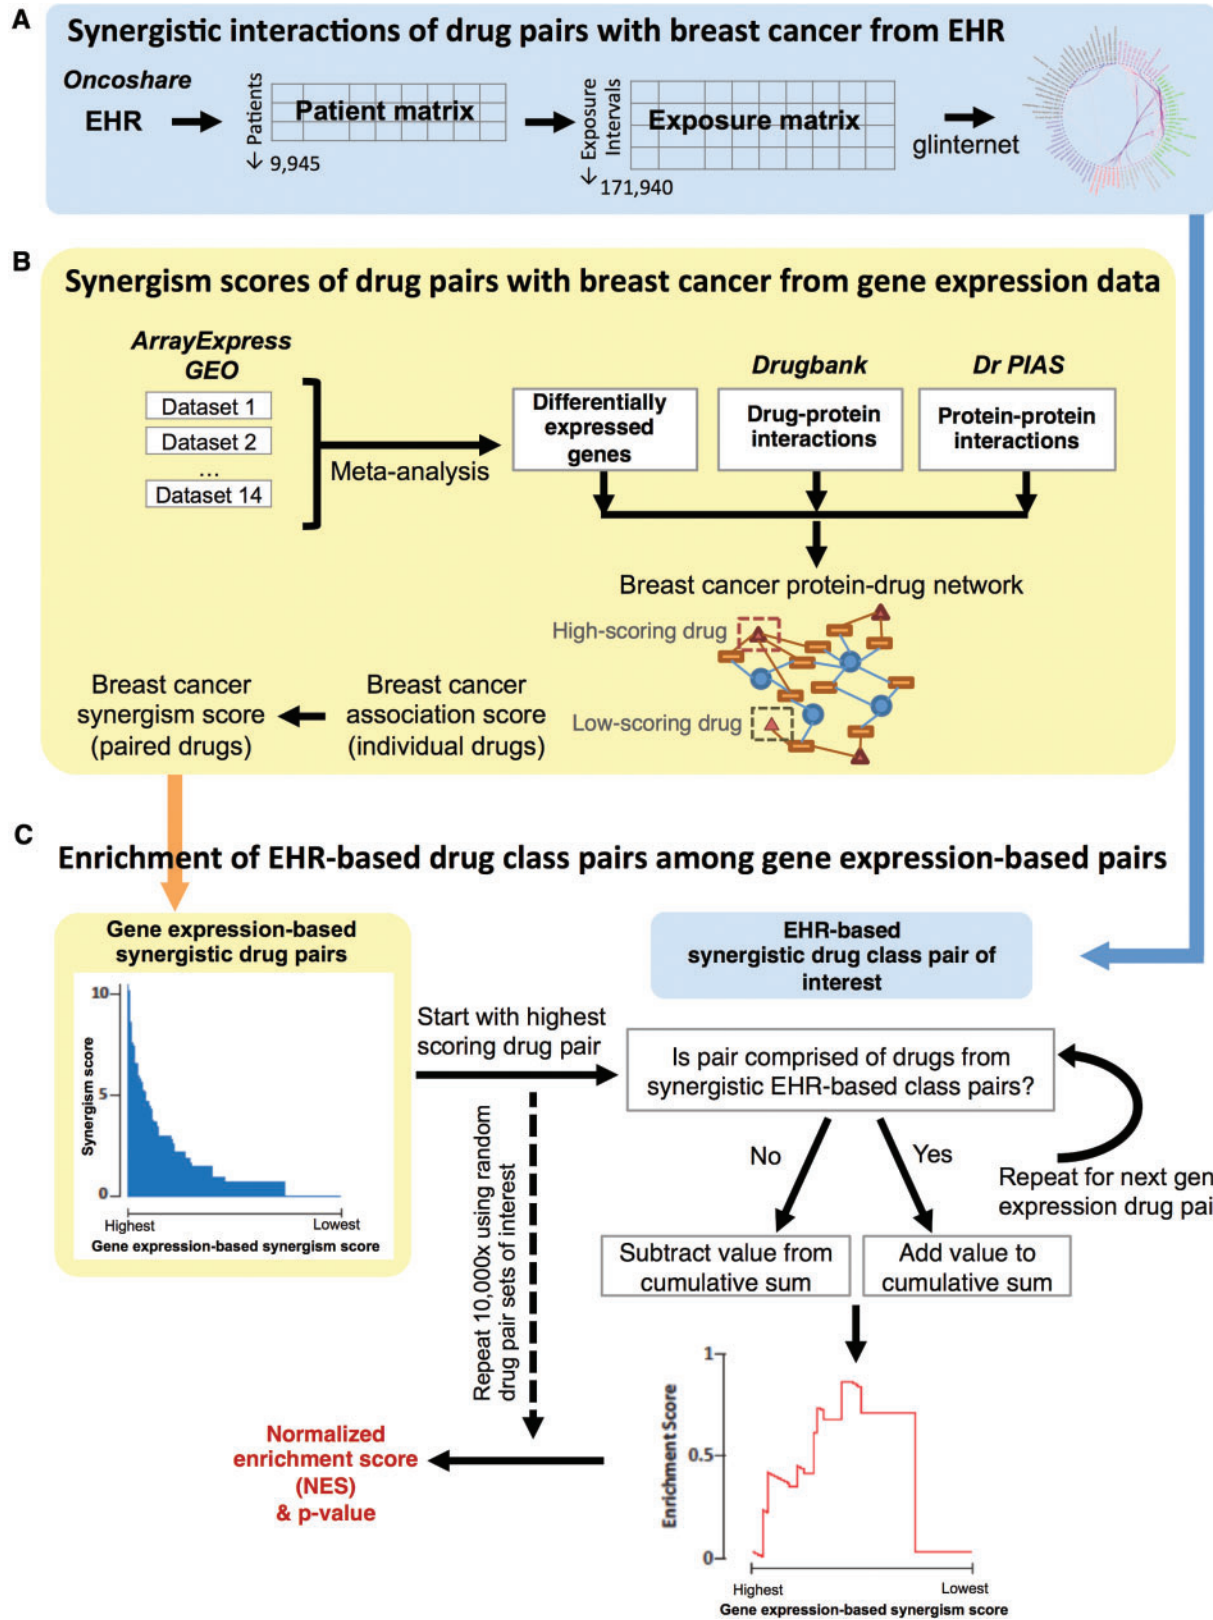 A
Synergistic interactions of drug pairs with breast cancer from EHR
Oncoshare
EHR
Patients
Patient matrix
9,945
Exposure
Intervals
Exposure matrix
171,940
glinternet
B
Synergism scores of drug pairs with breast cancer from gene expression data
ArrayExpress
GEO
Dataset 1
Dataset 2
...
Dataset 14
Meta-analysis
Differentially
expressed
genes
Drugbank
Drug-protein
interactions
Dr PIAS
Protein-protein
interactions
Breast cancer protein-drug network
High-scoring drug
Low-scoring drug
Breast cancer
association score
(individual drugs)
Breast cancer
synergism score
(paired drugs)
C
Enrichment of EHR-based drug class pairs among gene expression-based pairs
Gene expression-based
synergistic drug pairs
Synergism score
10
5
0
Highest
Lowest
Gene expression-based synergism score
Start with highest
scoring drug pair
EHR-based
synergistic drug class pair of
interest
Is pair comprised of drugs from
synergistic EHR-based class pairs?
No
Yes
Repeat for next gen
expression drug pai
Subtract value from
cumulative sum
Add value to
cumulative sum
Repeat 10,000x using random
drug pair sets of interest
Enrichment Score
1
0.5
0
Highest
Lowest
Gene expression-based synergism score
Normalized
enrichment score
(NES)
& p-value